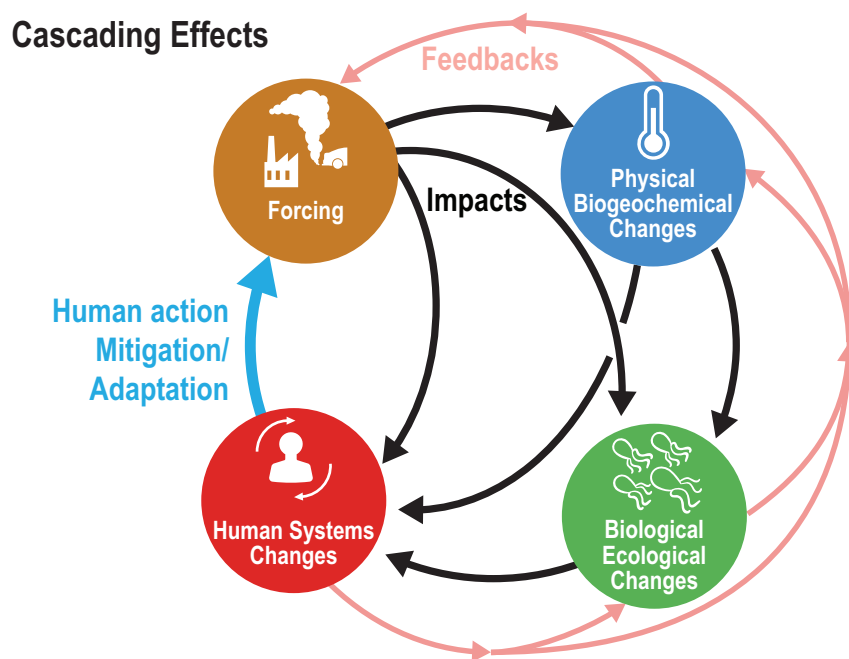 Cascading Effects
Feedbacks
Forcing
Impacts
Physical
Biogeochemical
Changes
Human action
Mitigation/
Adaptation
Human Systems
Changes
Biological
Ecological
Changes